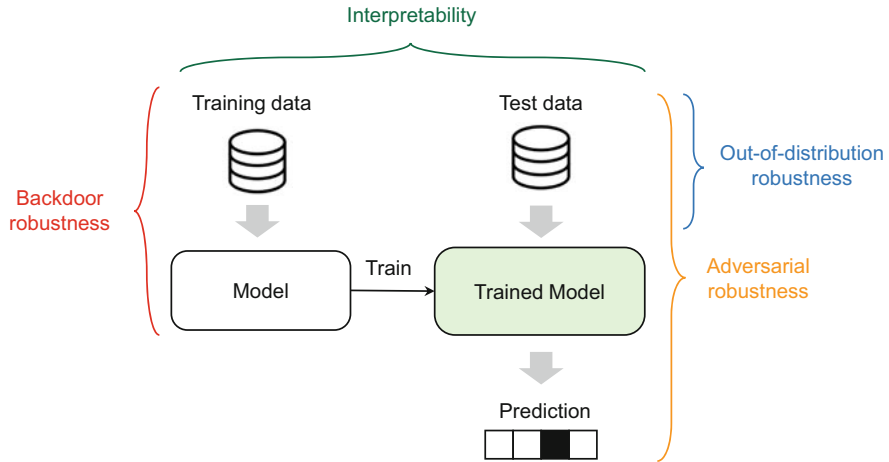 Interpretability
Training data
Test data
Out-of-distribution
robustness
Backdoor
robustness
Train
Model
Trained Model
Adversarial
robustness
Prediction